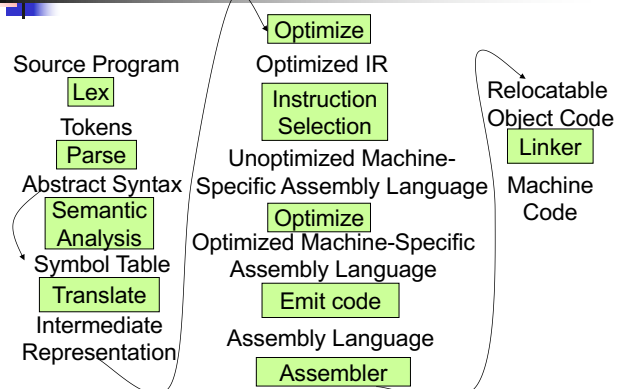 Source Program
Lex
Tokens
Parse
Abstract Syntax
Semantic
Analysis
Symbol Table
Translate
Intermediate
Representation
Optimize
Optimized IR
Instruction
Selection
Unoptimized Machine-
Specific Assembly Language
Optimize
Optimized Machine-Specific
Assembly Language
Emit code
Assembly Language
Assembler
Relocatable
Object Code
Linker
Machine
Code